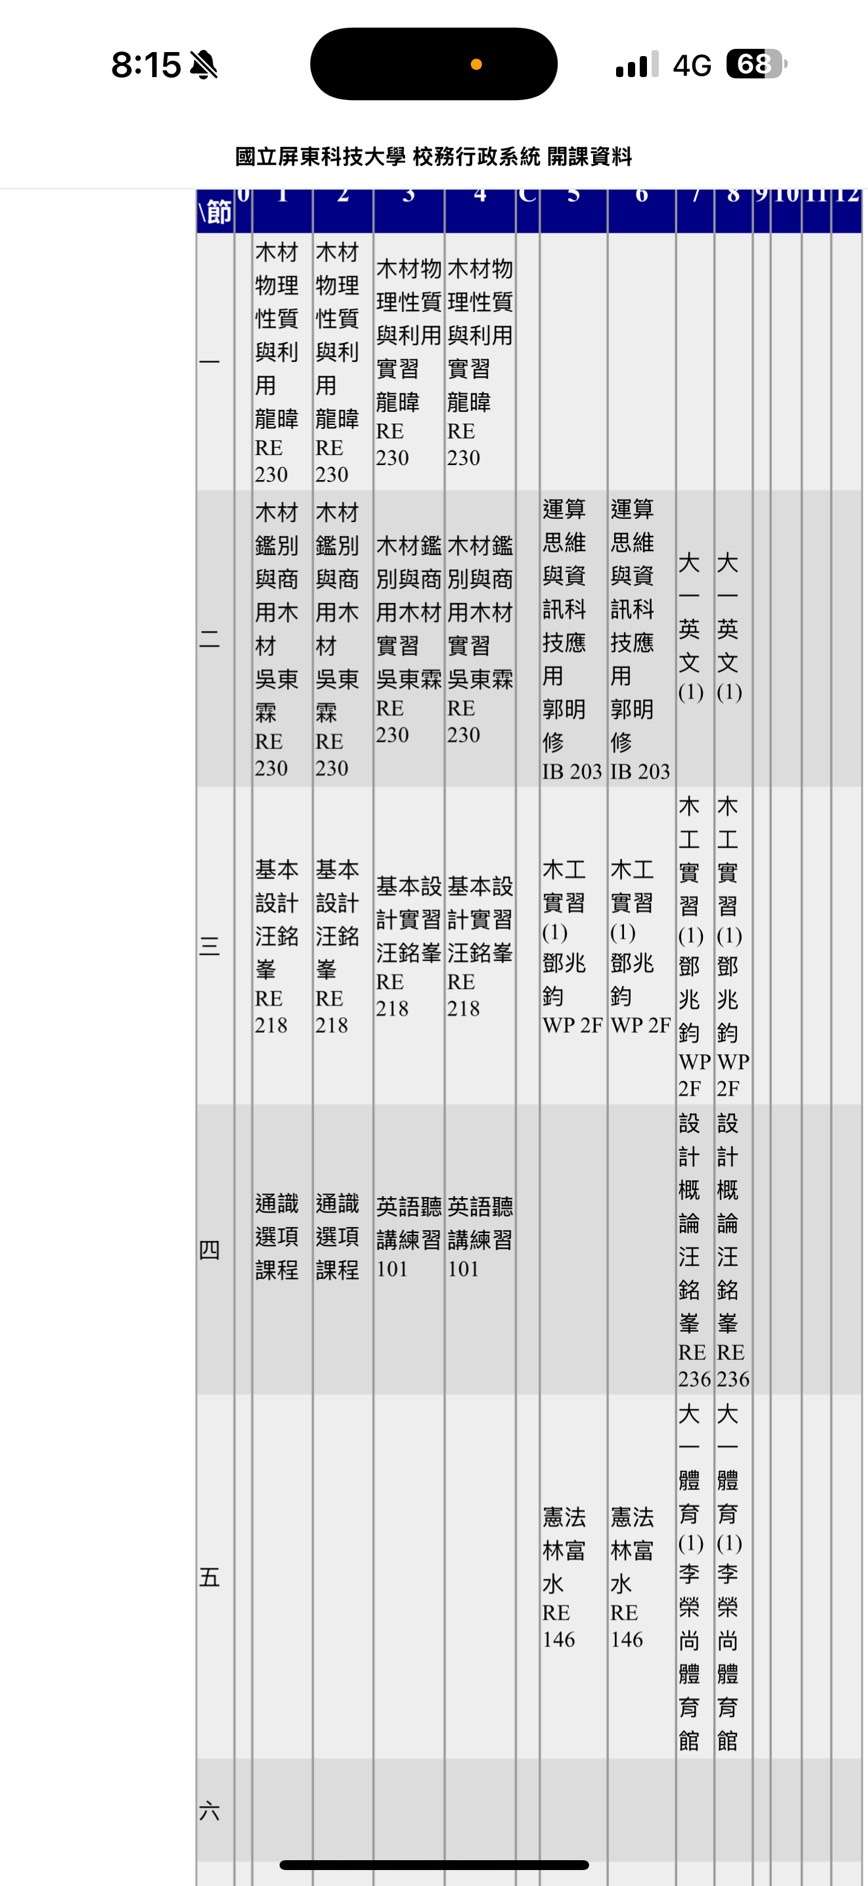 8:15
4G
68
國立屏東科技大學 校務行政系統 開課資料
\節 0 1 2 3 4 C 5 6 7 8 9 10 11 12
一
木材
物理
性質
與利
用
龍暐
RE
230
木材
物理
性質
與利
用
龍暐
RE
230
木材物
理性質
與利用
實習
龍暐
RE
230
木材物
理性質
與利用
實習
龍暐
RE
230
二
木材
鑑別
與商
用木
材
吳東
霖
RE
230
木材
鑑別
與商
用木
材
吳東
霖
RE
230
木材鑑
別與商
用木材
實習
吳東霖
RE
230
木材鑑
別與商
用木材
實習
吳東霖
RE
230
運算
思維
與資
訊科
技應
用
郭明
修
IB 203
運算
思維
與資
訊科
技應
用
郭明
修
IB 203
大
一
英
文
(1)
大
一
英
文
(1)
三
基本
設計
汪銘
峯
RE
218
基本
設計
汪銘
峯
RE
218
基本設
計實習
汪銘峯
RE
218
基本設
計實習
汪銘峯
RE
218
木工
實習
(1)
鄧兆
鈞
WP 2F
木工
實習
(1)
鄧兆
鈞
WP 2F
木
工
實
習
(1)
鄧
兆
鈞
WP
2F
木
工
實
習
(1)
鄧
兆
鈞
WP
2F
四
通識
選項
課程
通識
選項
課程
英語聽
講練習
101
英語聽
講練習
101
設
計
概
論
汪
銘
峯
RE
236
設
計
概
論
汪
銘
峯
RE
236
五
憲法
林富
水
RE
146
憲法
林富
水
RE
146
大
一
體
育
(1)
李
榮
尚
體
育
館
大
一
體
育
(1)
李
榮
尚
體
育
館
六